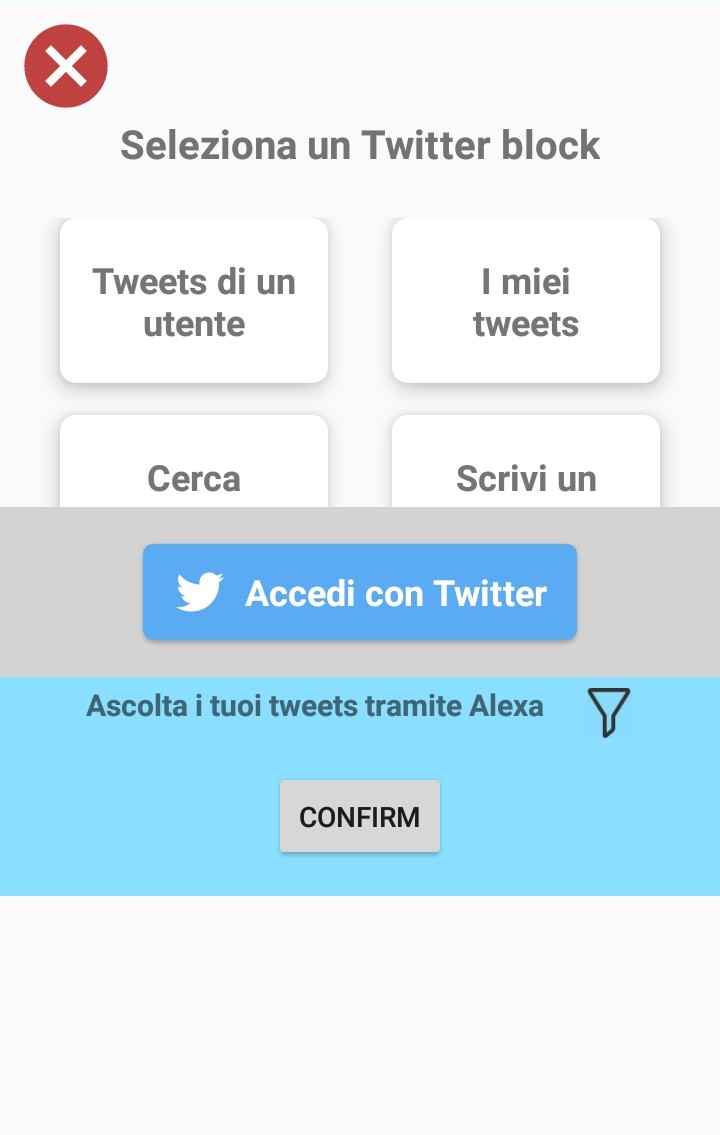 Seleziona un Twitter block
Tweets di un
utente
I miei
tweets
Cerca
Scrivi un
Accedi con Twitter
Ascolta i tuoi tweets tramite Alexa
CONFIRM